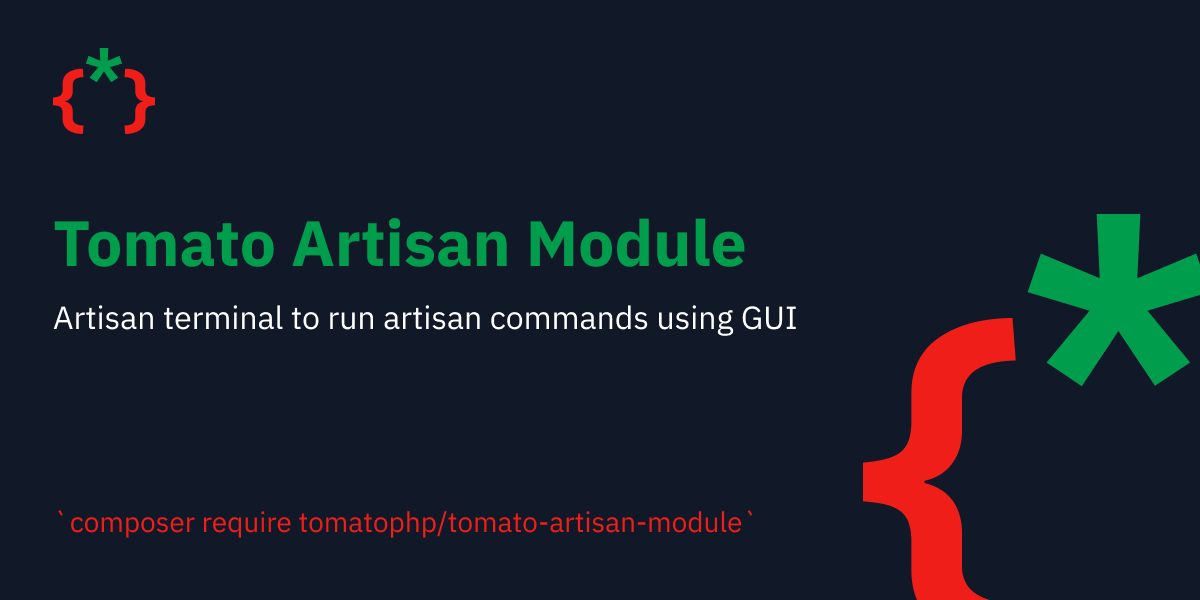 {*}
Tomato Artisan Module
Artisan terminal to run artisan commands using GUI
`composer require tomatophp/tomato-artisan-module`
{*